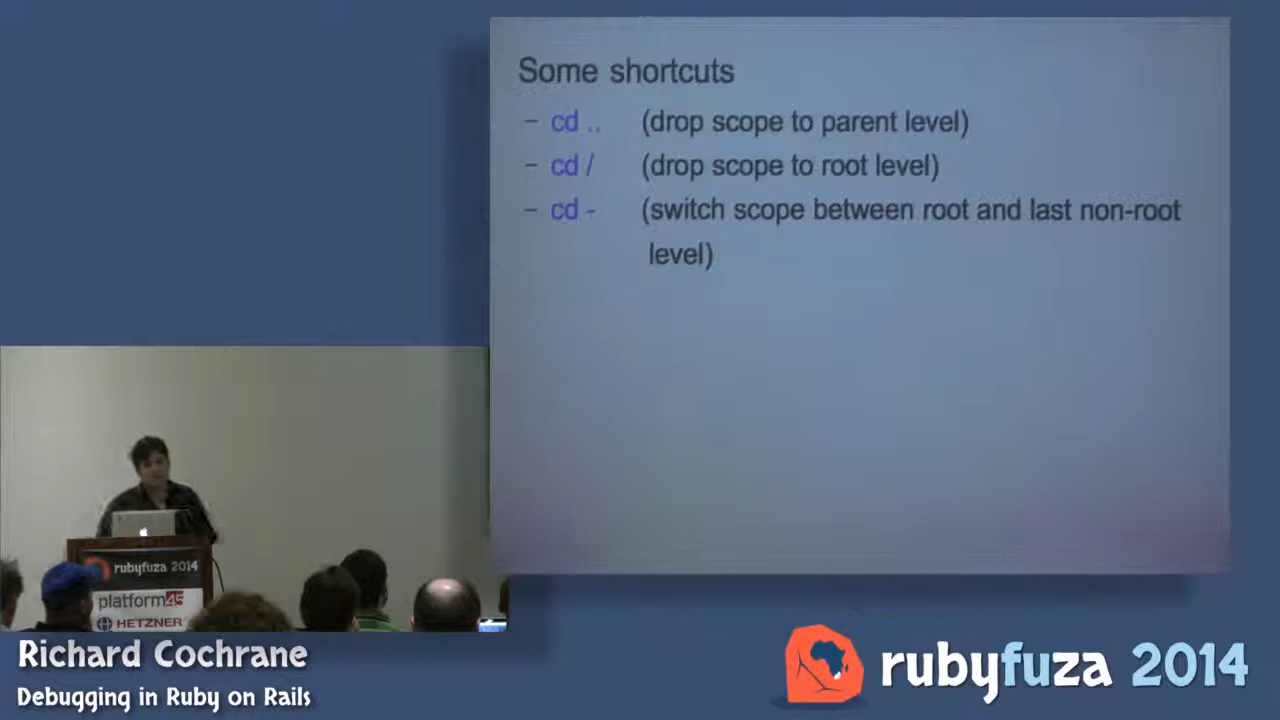 Some shortcuts
– cd .. (drop scope to parent level)
– cd / (drop scope to root level)
– cd - (switch scope between root and last non-root
level)
rubyfuza 2014
platform45
HETZNER
Richard Cochrane
Debugging in Ruby on Rails
rubyfuza 2014